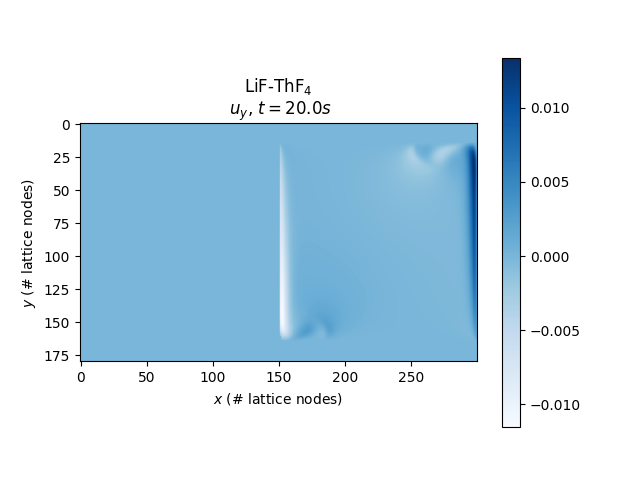 LiF-ThF₄
u_y, t = 20.0s
0
25
50
75
100
125
150
175
y (# lattice nodes)
0 50 100 150 200 250
x (# lattice nodes)
0.010
0.005
0.000
−0.005
−0.010